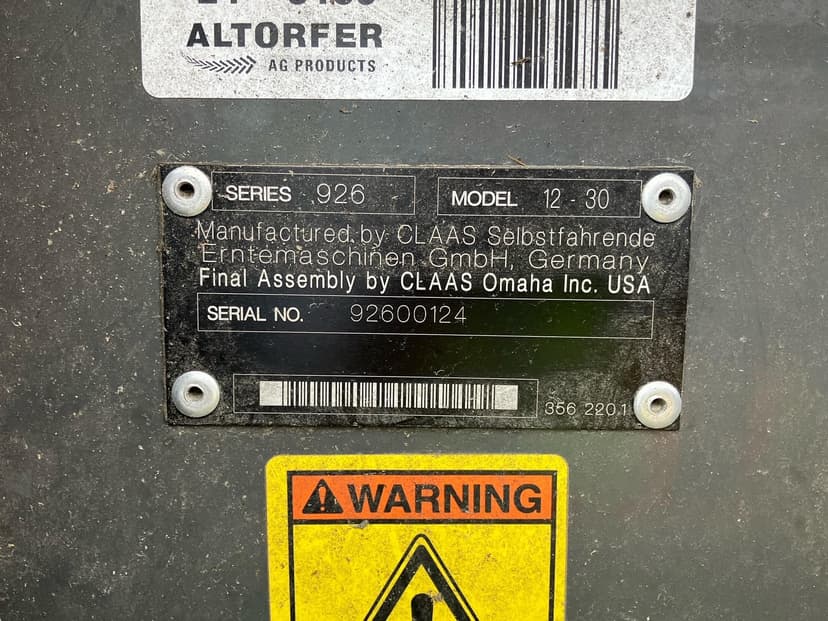 ALTORFER
AG PRODUCTS
SERIES 926 MODEL 12-30
Manufactured by CLAAS Selbstfahrende
Erntemaschinen GmbH, Germany
Final Assembly by CLAAS Omaha Inc. USA
SERIAL NO. 92600124
356 220.1
WARNING